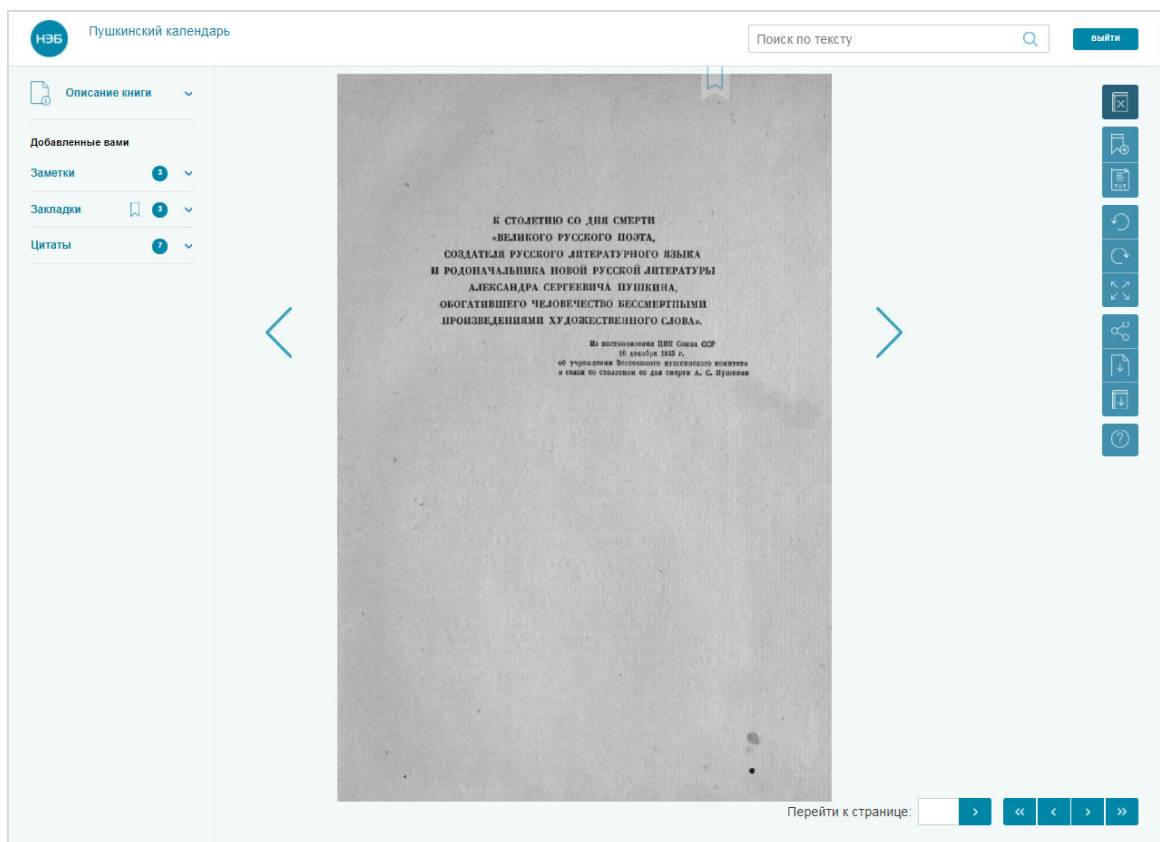 НЭБ
Пушкинский календарь
Поиск по тексту
выйти
Описание книги
Добавленные вами
Заметки 3
Закладки 3
Цитаты 7
TXT
К СТОЛЕТИЮ СО ДНЯ СМЕРТИ
«ВЕЛИКОГО РУССКОГО ПОЭТА,
СОЗДАТЕЛЯ РУССКОГО ЛИТЕРАТУРНОГО ЯЗЫКА
И РОДОНАЧАЛЬНИКА НОВОЙ РУССКОЙ ЛИТЕРАТУРЫ
АЛЕКСАНДРА СЕРГЕЕВИЧА ПУШКИНА,
ОБОГАТИВШЕГО ЧЕЛОВЕЧЕСТВО БЕССМЕРТНЫМИ
ПРОИЗВЕДЕНИЯМИ ХУДОЖЕСТВЕННОГО СЛОВА».
Из постановления ЦИК Союза ССР
16 декабря 1935 г.
об учреждении Всесоюзного пушкинского комитета
в связи со столетием со дня смерти А. С. Пушкина
Перейти к странице: